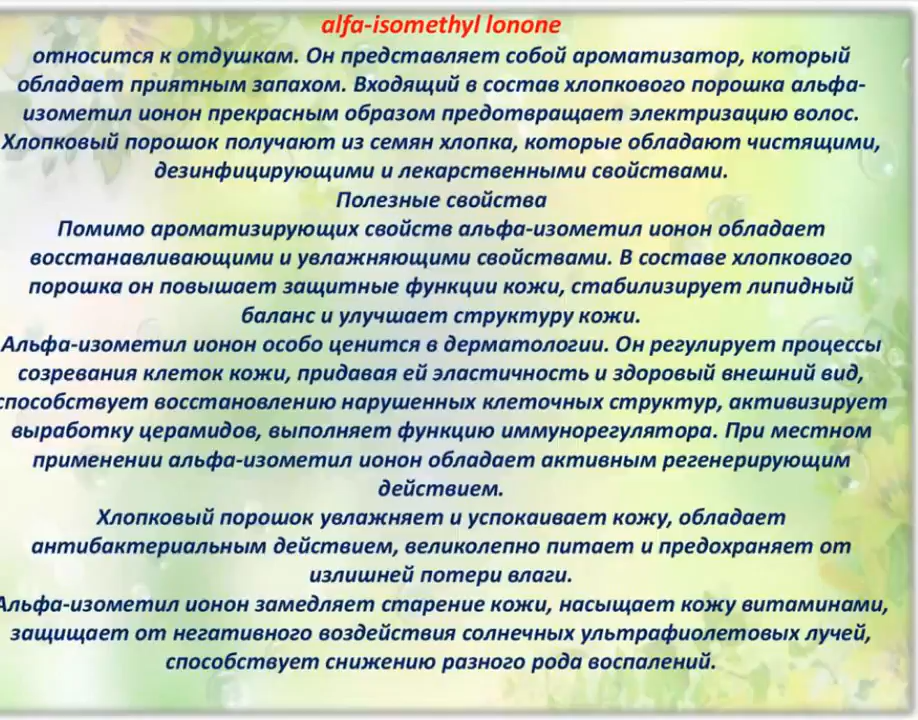 alfa-isomethyl lonone
относится к отдушкам. Он представляет собой ароматизатор, который
обладает приятным запахом. Входящий в состав хлопкового порошка альфа-
изометил ионон прекрасным образом предотвращает электризацию волос.
Хлопковый порошок получают из семян хлопка, которые обладают чистящими,
дезинфицирующими и лекарственными свойствами.
Полезные свойства
Помимо ароматизирующих свойств альфа-изометил ионон обладает
восстанавливающими и увлажняющими свойствами. В составе хлопкового
порошка он повышает защитные функции кожи, стабилизирует липидный
баланс и улучшает структуру кожи.
Альфа-изометил ионон особо ценится в дерматологии. Он регулирует процессы
созревания клеток кожи, придавая ей эластичность и здоровый внешний вид,
способствует восстановлению нарушенных клеточных структур, активизирует
выработку церамидов, выполняет функцию иммунорегулятора. При местном
применении альфа-изометил ионон обладает активным регенерирующим
действием.
Хлопковый порошок увлажняет и успокаивает кожу, обладает
антибактериальным действием, великолепно питает и предохраняет от
излишней потери влаги.
Альфа-изометил ионон замедляет старение кожи, насыщает кожу витаминами,
защищает от негативного воздействия солнечных ультрафиолетовых лучей,
способствует снижению разного рода воспалений.